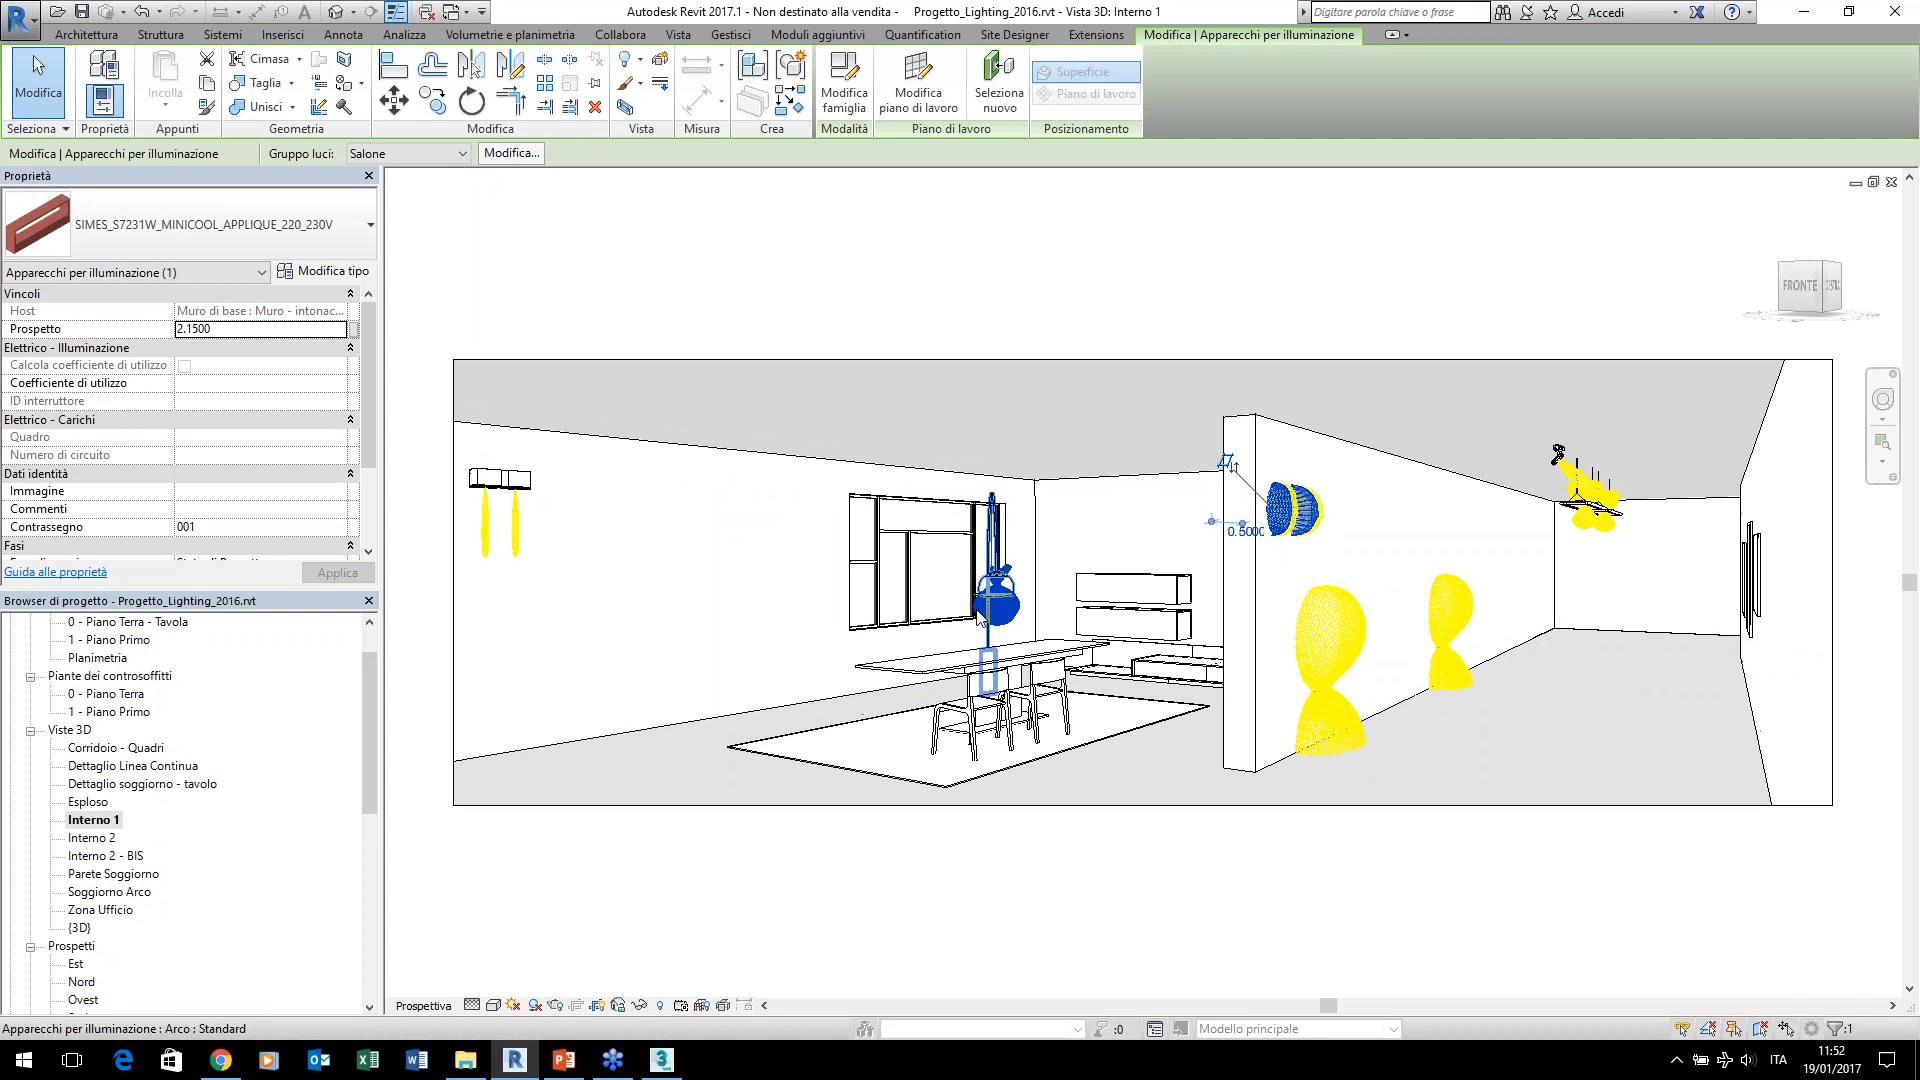 Autodesk Revit 2017.1 - Non destinato alla vendita - Progetto_Lighting_2016.rvt - Vista 3D: Interno 1
Digitare parola chiave o frase
Accedi
Architettura Struttura Sistemi Inserisci Annota Analizza Volumetrie e planimetria Collabora Vista Gestisci Moduli aggiuntivi Quantification Site Designer Extensions Modifica | Apparecchi per illuminazione
Modifica
Incolla
Cimasa
Taglia
Unisci
Modifica famiglia
Modifica piano di lavoro
Seleziona nuovo
Superficie
Piano di lavoro
Seleziona Proprietà Appunti Geometria Modifica Vista Misura Crea Modalità Piano di lavoro Posizionamento
Modifica | Apparecchi per illuminazione Gruppo luci: Salone Modifica...
Proprietà
SIMES_S7231W_MINICOOL_APPLIQUE_220_230V
Apparecchi per illuminazione (1) Modifica tipo
Vincoli
Host Muro di base : Muro - intonac...
Prospetto 2.1500
Elettrico - Illuminazione
Calcola coefficiente di utilizzo
Coefficiente di utilizzo
ID interruttore
Elettrico - Carichi
Quadro
Numero di circuito
Dati identità
Immagine
Commenti
Contrassegno 001
Fasi
Guida alle proprietà Applica
Browser di progetto - Progetto_Lighting_2016.rvt
0 - Piano Terra - Tavola
1 - Piano Primo
Planimetria
Piante dei controsoffitti
0 - Piano Terra
1 - Piano Primo
Viste 3D
Corridoio - Quadri
Dettaglio Linea Continua
Dettaglio soggiorno - tavolo
Esploso
Interno 1
Interno 2
Interno 2 - BIS
Parete Soggiorno
Soggiorno Arco
Zona Ufficio
{3D}
Prospetti
Est
Nord
Ovest
FRONTE
0.5000
Prospettiva
Apparecchi per illuminazione : Arco : Standard
:0
Modello principale
:1
ITA
11:52
19/01/2017